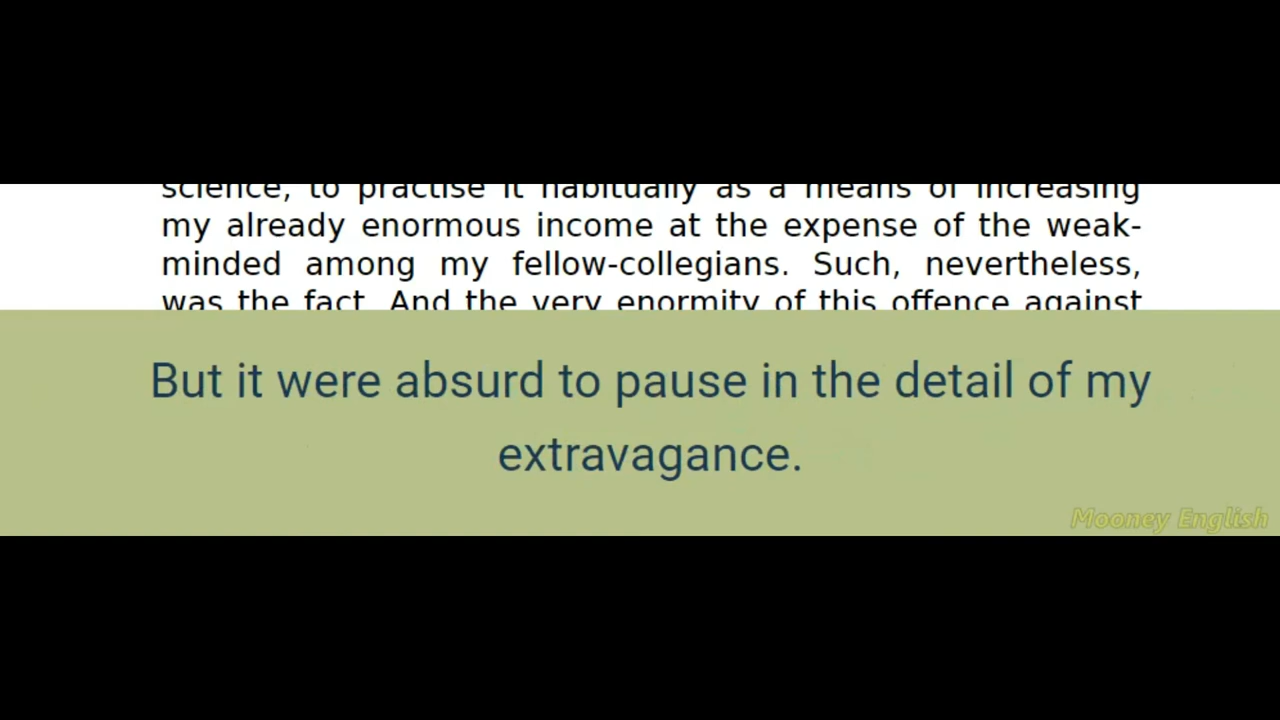 science, to practise it habitually as a means of increasing
my already enormous income at the expense of the weak-
minded among my fellow-collegians. Such, nevertheless,
was the fact. And the very enormity of this offence against
But it were absurd to pause in the detail of my
extravagance.
Mooney English